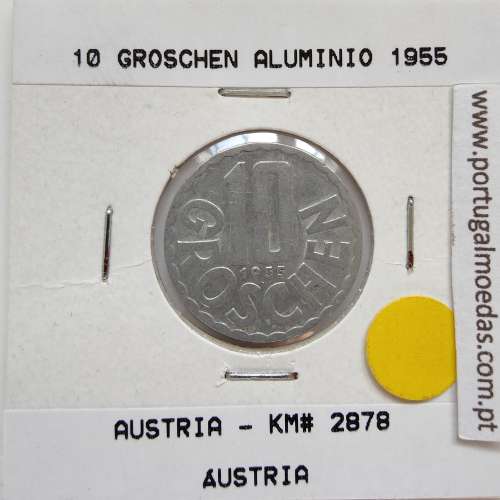 10 GROSCHEN ALUMINIO 1955
10
1955
GROSCHEN
AUSTRIA - KM# 2878
AUSTRIA
www.portugalmoedas.com.pt